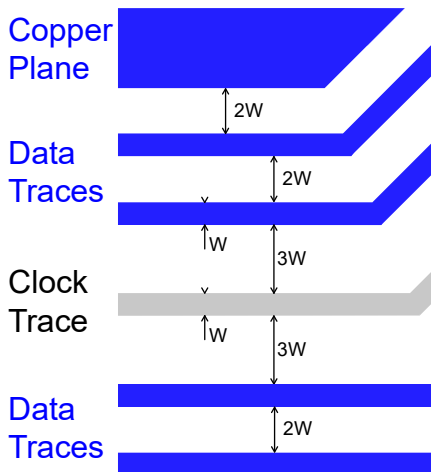 Copper
Plane
2W
Data
Traces
2W
W
3W
Clock
Trace
W
3W
Data
Traces
2W